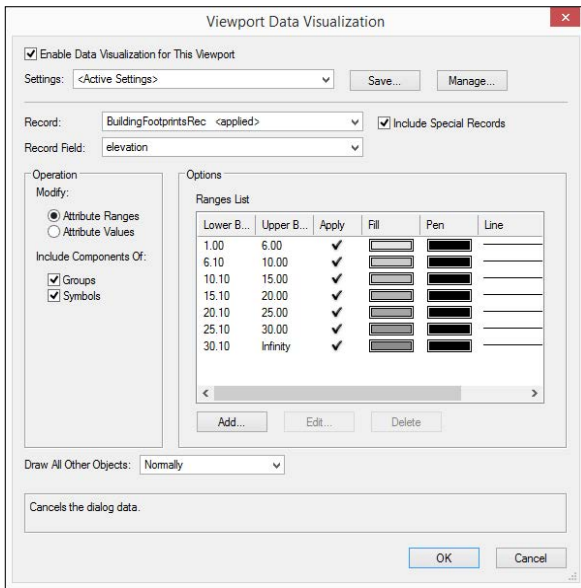 Viewport Data Visualization
Enable Data Visualization for This Viewport
Settings: <Active Settings> Save... Manage...
Record: BuildingFootprintsRec <applied> Include Special Records
Record Field: elevation
Operation
Modify:
Attribute Ranges
Attribute Values
Include Components Of:
Groups
Symbols
Options
Ranges List
Lower B... Upper B... Apply Fill Pen Line
1.00 6.00
6.10 10.00
10.10 15.00
15.10 20.00
20.10 25.00
25.10 30.00
30.10 Infinity
Add... Edit... Delete
Draw All Other Objects: Normally
Cancels the dialog data.
OK Cancel